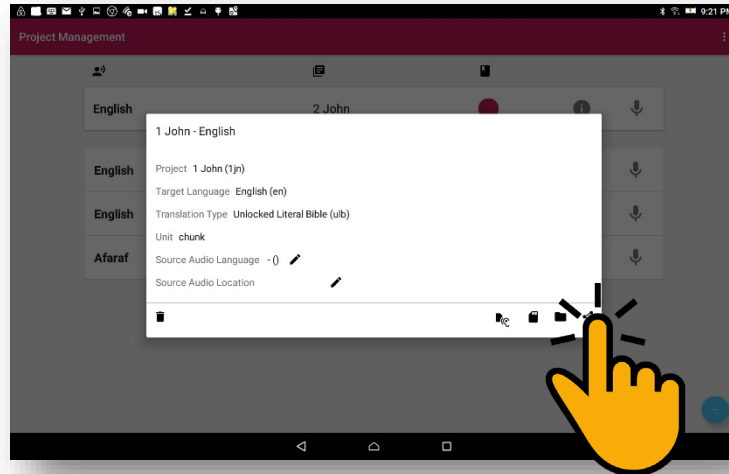 9:21 PM
Project Management
English 2 John
1 John - English
Project 1 John (1jn)
English
Target Language English (en)
English
Translation Type Unlocked Literal Bible (ulb)
Unit chunk
Afaraf
Source Audio Language - ()
Source Audio Location